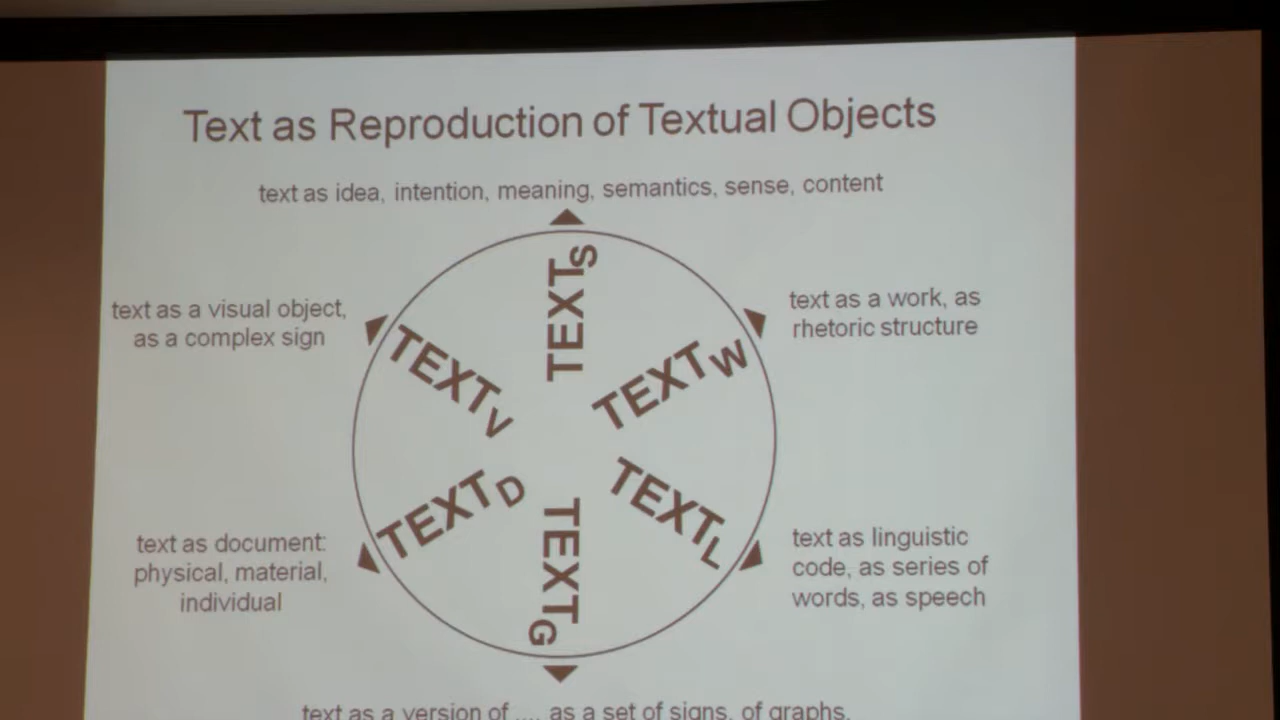 Text as Reproduction of Textual Objects
text as idea, intention, meaning, semantics, sense, content
TEXTS
text as a visual object,
as a complex sign
TEXTV
text as a work, as
rhetoric structure
TEXTW
text as document:
physical, material,
individual
TEXTD
TEXTL
text as linguistic
code, as series of
words, as speech
TEXTG
text as a version of ...., as a set of signs, of graphs,